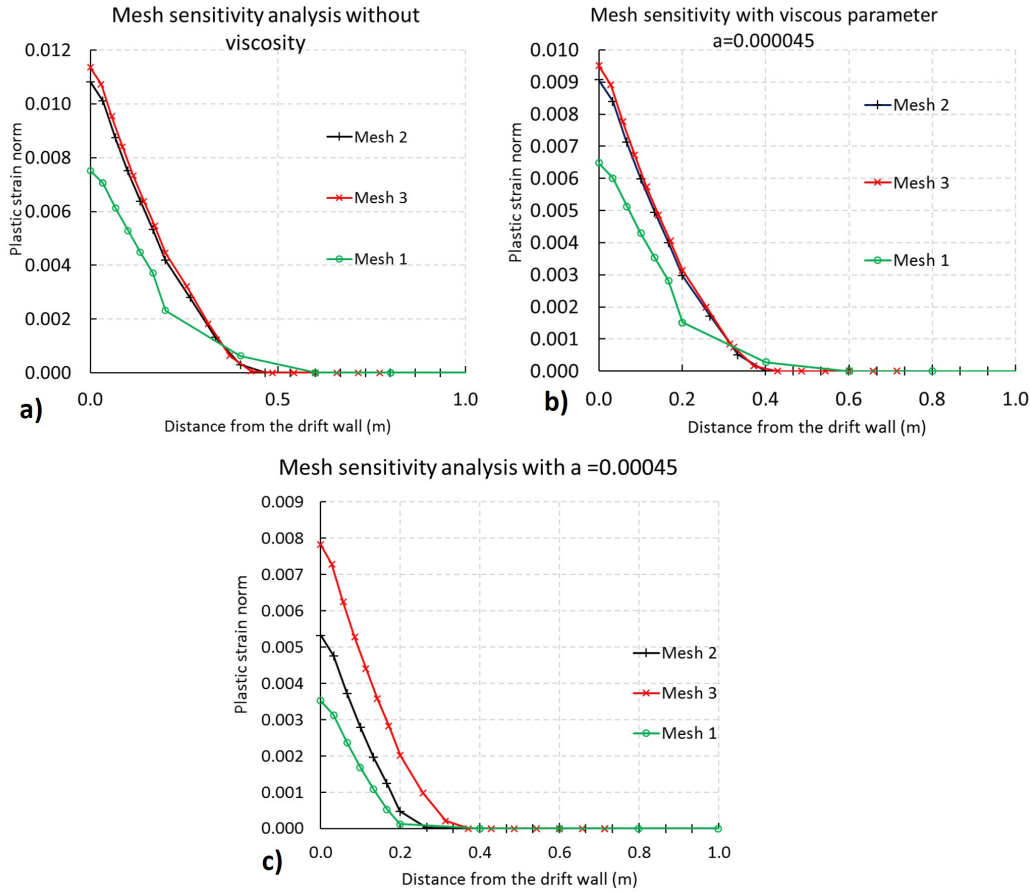 Mesh sensitivity analysis without
viscosity
0.012
0.010
0.008
0.006
0.004
0.002
0.000
Plastic strain norm
Mesh 2
Mesh 3
Mesh 1
0.0
0.5
1.0
a)
Distance from the drift wall (m)
Mesh sensitivity with viscous parameter
a=0.000045
0.010
0.009
0.008
0.007
0.006
0.005
0.004
0.003
0.002
0.001
0.000
Plastic strain norm
Mesh 2
Mesh 3
Mesh 1
0.0
0.2
0.4
0.6
0.8
1.0
b)
Distance from the drift wall (m)
Mesh sensitivity analysis with a =0.00045
0.009
0.008
0.007
0.006
0.005
0.004
0.003
0.002
0.001
0.000
Plastic strain norm
Mesh 2
Mesh 3
Mesh 1
0.0
0.2
0.4
0.6
0.8
1.0
c)
Distance from the drift wall (m)